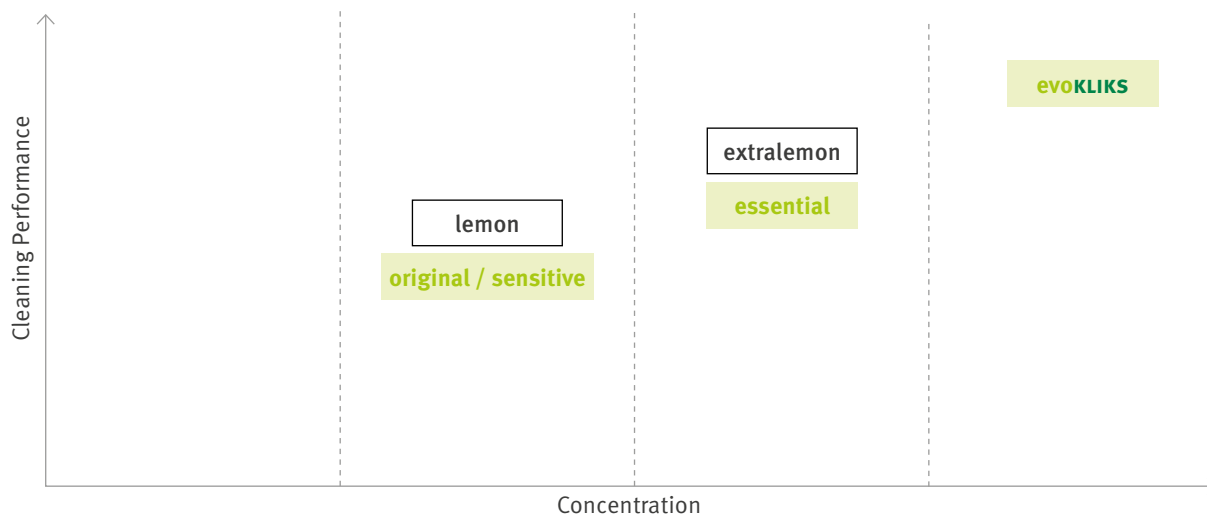 Cleaning Performance
evoKLIKS
extralemon
essential
lemon
original / sensitive
Concentration